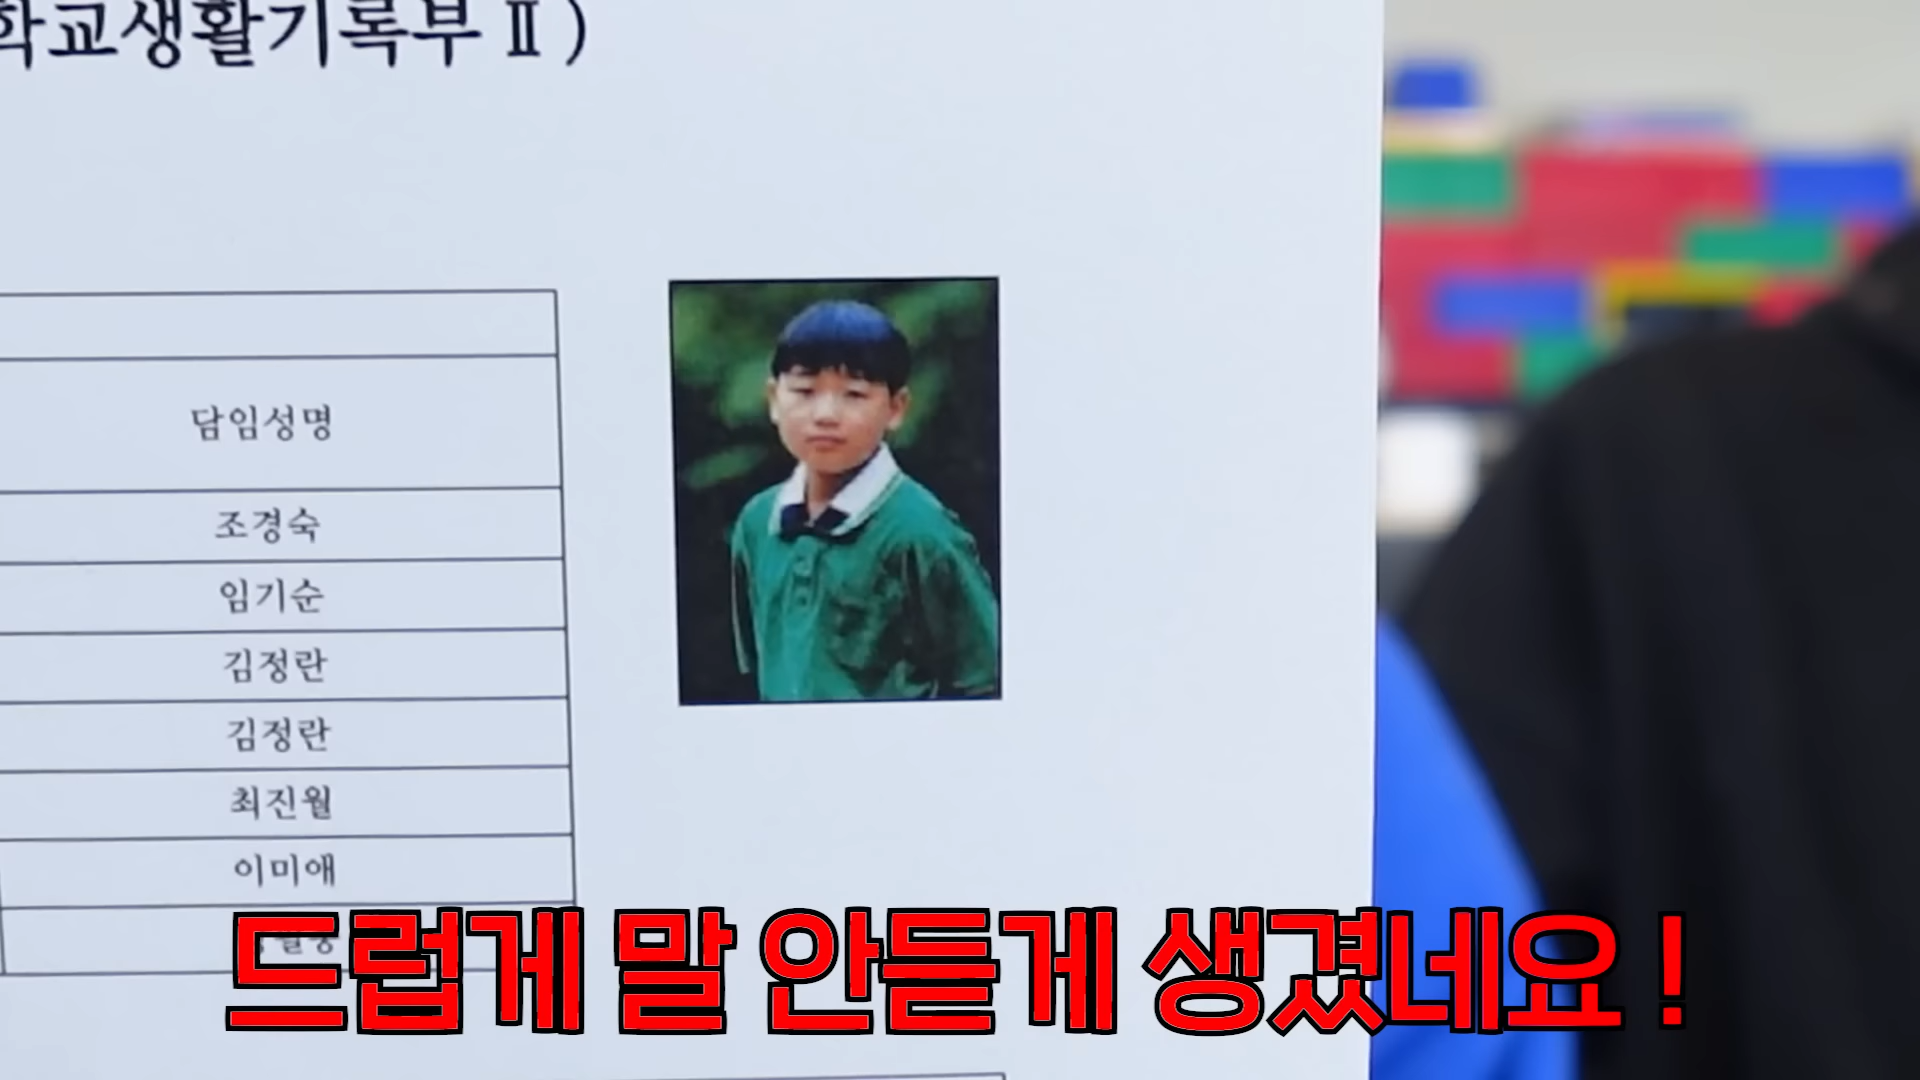 학교생활기록부 Ⅱ)
담임성명
조경숙
임기순
김정란
김정란
최진월
이미애
드럽게 말 안듣게 생겼네요!